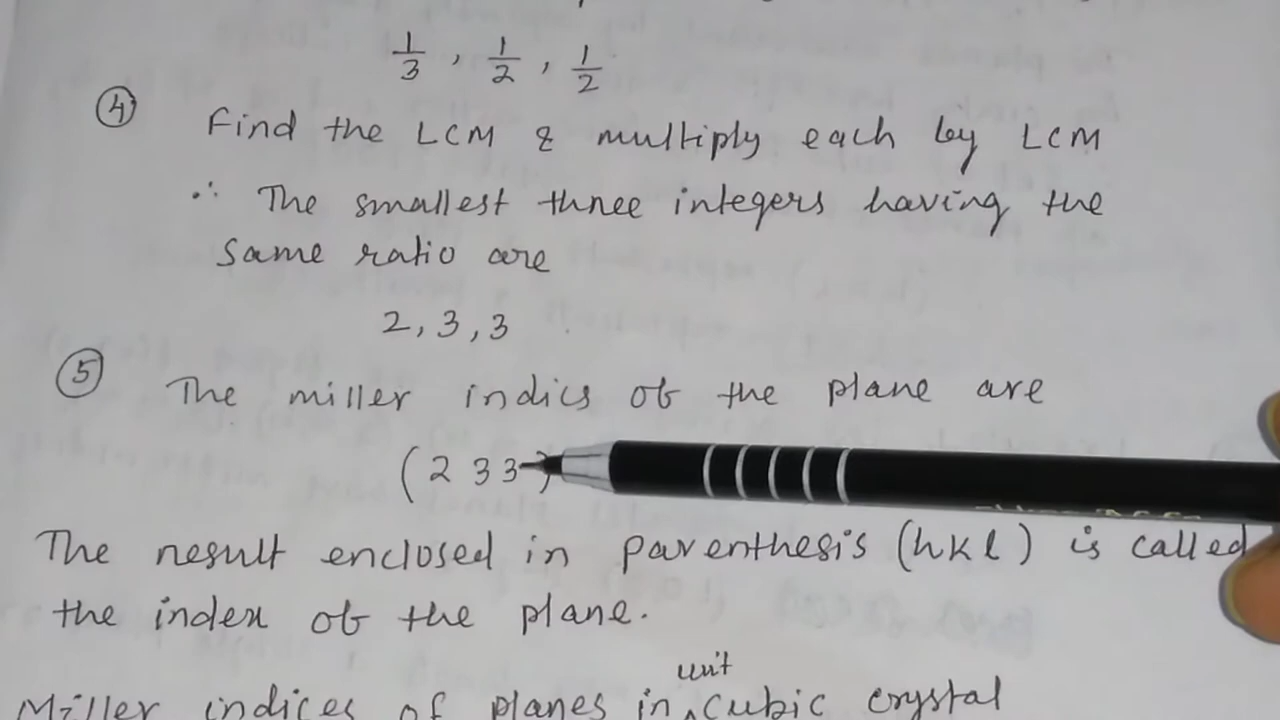 1/3 , 1/2 , 1/2
④ Find the LCM & multiply each by LCM
∴ The smallest three integers having the
same ratio are
2, 3, 3
⑤ The miller indics of the plane are
(2 3 3)
The result enclosed in parenthesis (h k l) is called
the index of the plane.
unit
Miller indices of planes in ^ cubic crystal